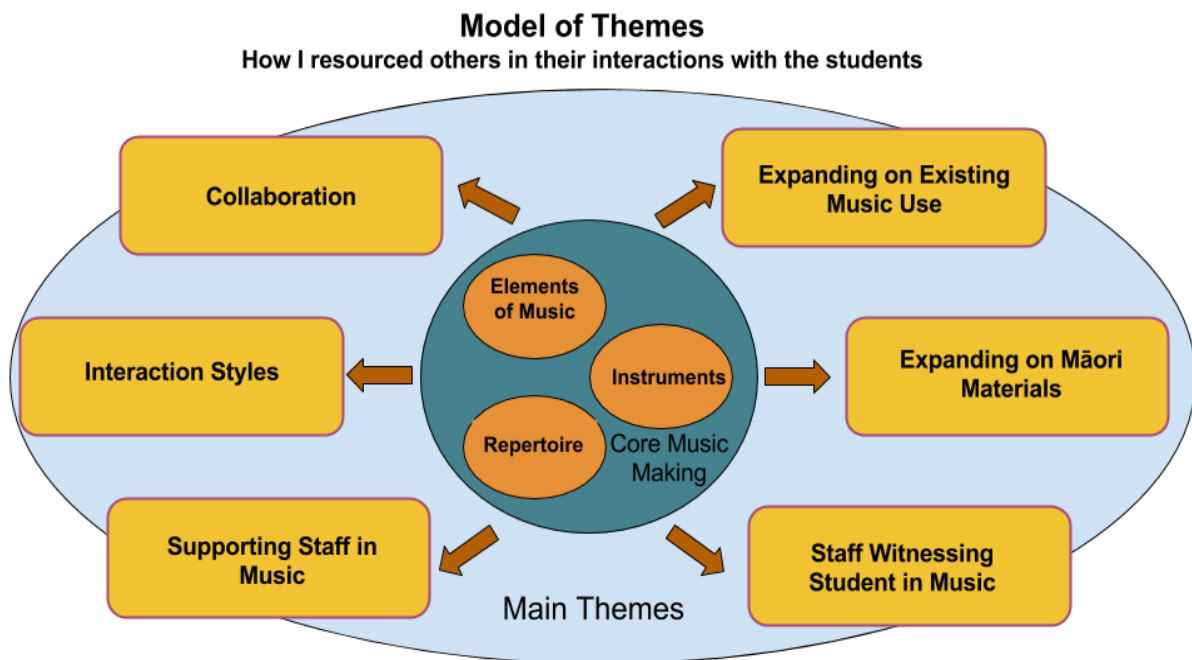 Model of Themes
How I resourced others in their interactions with the students
Collaboration
Expanding on Existing
Music Use
Elements
of Music
Instruments
Interaction Styles
Expanding on Māori
Materials
Repertoire
Core Music
Making
Supporting Staff in
Music
Staff Witnessing
Student in Music
Main Themes